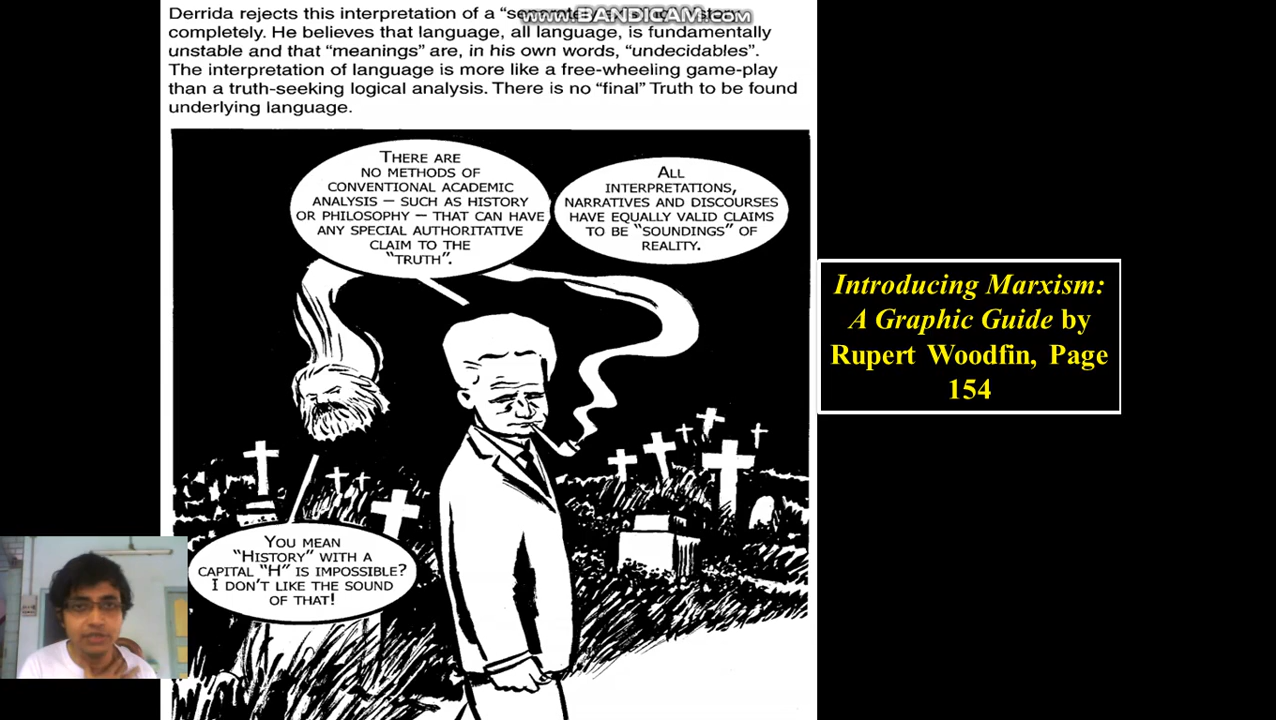 Derrida rejects this interpretation of a
www.BANDICAM.com
completely. He believes that language, all language, is fundamentally
unstable and that “meanings” are, in his own words, “undecidables”.
The interpretation of language is more like a free-wheeling game-play
than a truth-seeking logical analysis. There is no “final” Truth to be found
underlying language.
THERE ARE
NO METHODS OF
CONVENTIONAL ACADEMIC
ANALYSIS – SUCH AS HISTORY
OR PHILOSOPHY – THAT CAN HAVE
ANY SPECIAL AUTHORITATIVE
CLAIM TO THE
“TRUTH”.
ALL
INTERPRETATIONS,
NARRATIVES AND DISCOURSES
HAVE EQUALLY VALID CLAIMS
TO BE “SOUNDINGS” OF
REALITY.
Introducing Marxism:
A Graphic Guide by
Rupert Woodfin, Page
154
YOU MEAN
“HISTORY” WITH A
CAPITAL “H” IS IMPOSSIBLE?
I DON’T LIKE THE SOUND
OF THAT!